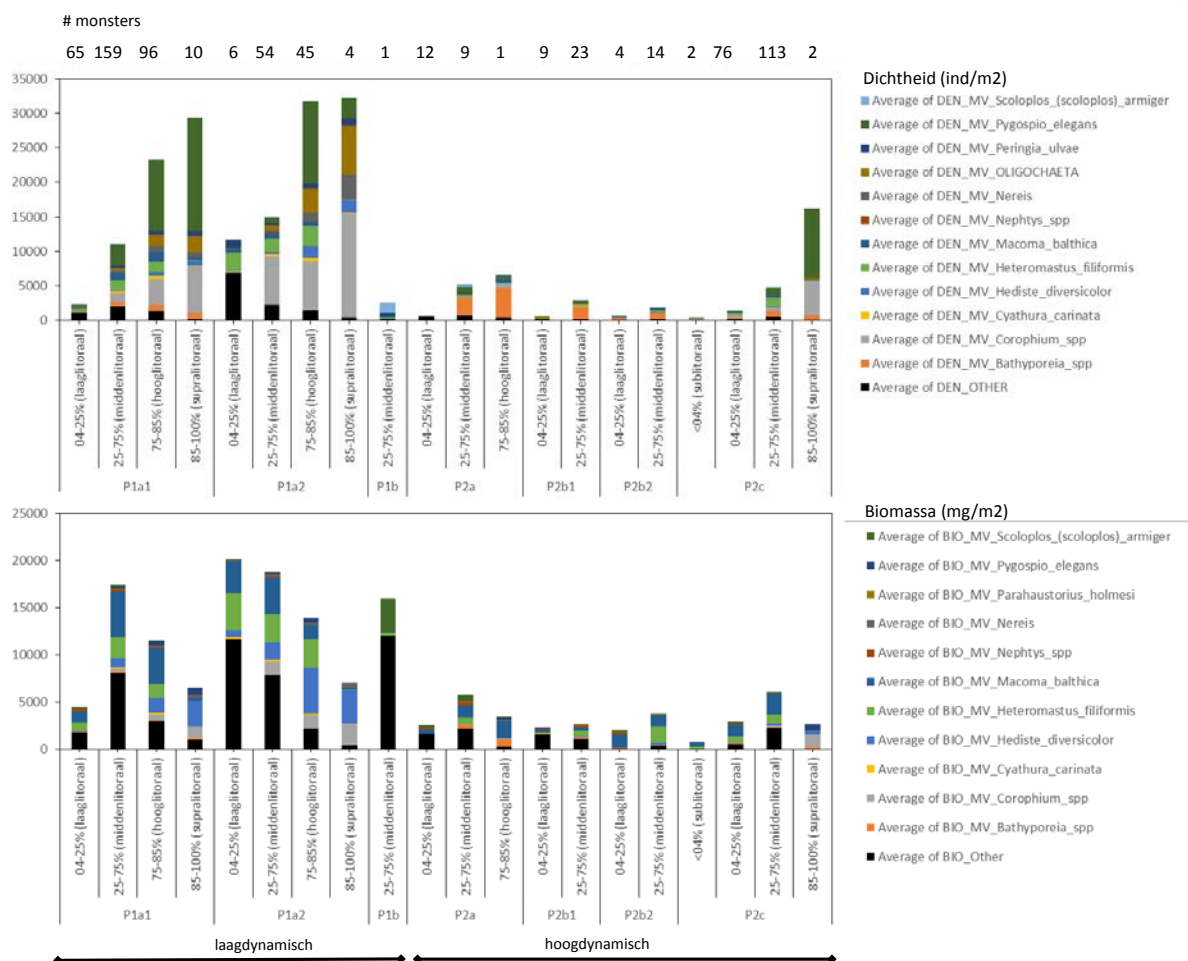 # monsters
65 159 96 10 6 54 45 4 1 12 9 1 9 23 4 14 2 76 113 2
Dichtheid (ind/m2)
35000
30000
25000
20000
15000
10000
5000
0
Average of DEN_MV_Scoloplos_(scoloplos)_armiger
Average of DEN_MV_Pygospio_elegans
Average of DEN_MV_Peringia_ulvae
Average of DEN_MV_OLIGOCHAETA
Average of DEN_MV_Nereis
Average of DEN_MV_Nephtys_spp
Average of DEN_MV_Macoma_balthica
Average of DEN_MV_Heteromastus_filiformis
Average of DEN_MV_Hediste_diversicolor
Average of DEN_MV_Cyathura_carinata
Average of DEN_MV_Corophium_spp
Average of DEN_MV_Bathyporeia_spp
Average of DEN_OTHER
04-25% (laaglitoraal)
25-75% (middenlitoraal)
75-85% (hooglitoraal)
85-100% (supralitoraal)
04-25% (laaglitoraal)
25-75% (middenlitoraal)
75-85% (hooglitoraal)
85-100% (supralitoraal)
25-75% (middenlitoraal)
04-25% (laaglitoraal)
25-75% (middenlitoraal)
75-85% (hooglitoraal)
04-25% (laaglitoraal)
25-75% (middenlitoraal)
04-25% (laaglitoraal)
25-75% (middenlitoraal)
<04% (sublitoraal)
04-25% (laaglitoraal)
25-75% (middenlitoraal)
85-100% (supralitoraal)
P1a1 P1a2 P1b P2a P2b1 P2b2 P2c
Biomassa (mg/m2)
25000
20000
15000
10000
5000
0
Average of BIO_MV_Scoloplos_(scoloplos)_armiger
Average of BIO_MV_Pygospio_elegans
Average of BIO_MV_Parahaustorius_holmesi
Average of BIO_MV_Nereis
Average of BIO_MV_Nephtys_spp
Average of BIO_MV_Macoma_balthica
Average of BIO_MV_Heteromastus_filiformis
Average of BIO_MV_Hediste_diversicolor
Average of BIO_MV_Cyathura_carinata
Average of BIO_MV_Corophium_spp
Average of BIO_MV_Bathyporeia_spp
Average of BIO_Other
04-25% (laaglitoraal)
25-75% (middenlitoraal)
75-85% (hooglitoraal)
85-100% (supralitoraal)
04-25% (laaglitoraal)
25-75% (middenlitoraal)
75-85% (hooglitoraal)
85-100% (supralitoraal)
25-75% (middenlitoraal)
04-25% (laaglitoraal)
25-75% (middenlitoraal)
75-85% (hooglitoraal)
04-25% (laaglitoraal)
25-75% (middenlitoraal)
04-25% (laaglitoraal)
25-75% (middenlitoraal)
<04% (sublitoraal)
04-25% (laaglitoraal)
25-75% (middenlitoraal)
85-100% (supralitoraal)
P1a1 P1a2 P1b P2a P2b1 P2b2 P2c
laagdynamisch hoogdynamisch